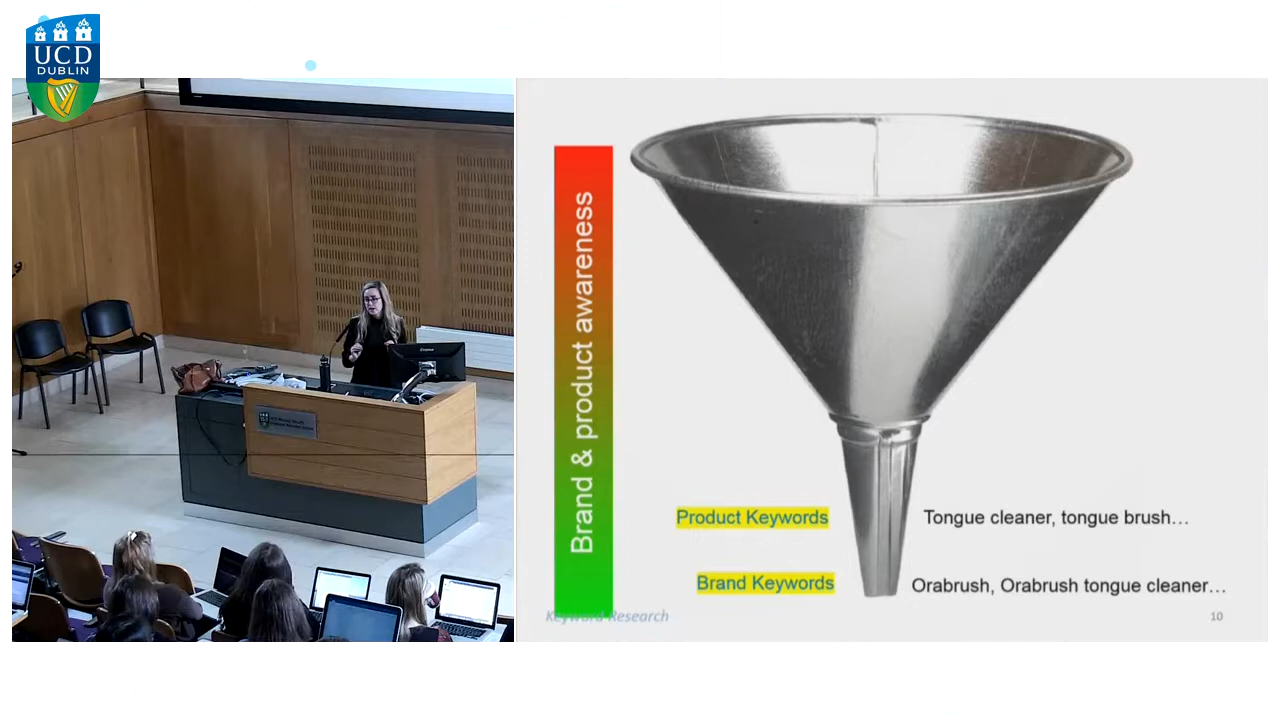 UCD
DUBLIN
Brand & product awareness
Product Keywords
Tongue cleaner, tongue brush…
Brand Keywords
Orabrush, Orabrush tongue cleaner…
Keyword Research
10